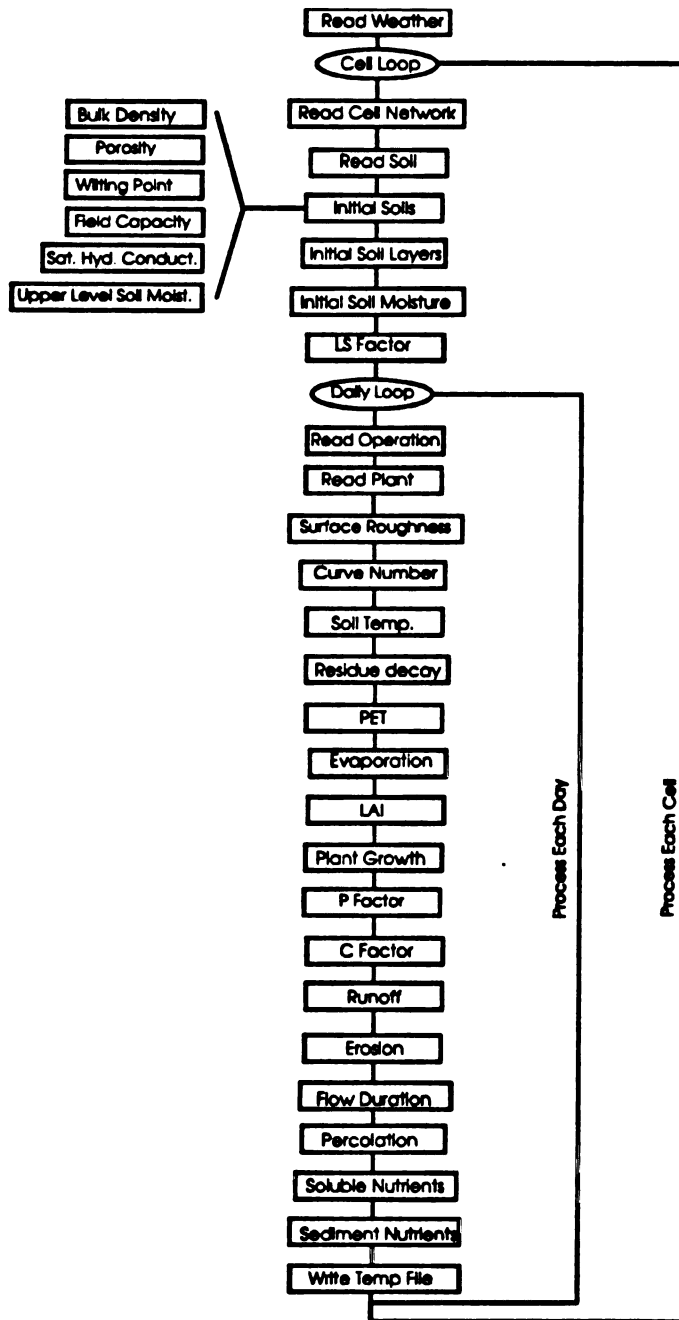 Read Weather
Cell Loop
Read Cell Network
Read Soil
Initial Soils
Initial Soil Layers
Initial Soil Moisture
LS Factor
Bulk Density
Porosity
Wilting Point
Field Capacity
Sat. Hyd. Conduct.
Upper Level Soil Moist.
Daily Loop
Read Operation
Read Plant
Surface Roughness
Curve Number
Soil Temp.
Residue decay
PET
Evaporation
LAI
Plant Growth
P Factor
C Factor
Runoff
Erosion
Flow Duration
Percolation
Soluble Nutrients
Sediment Nutrients
Write Temp File
Process Each Day
Process Each Cell